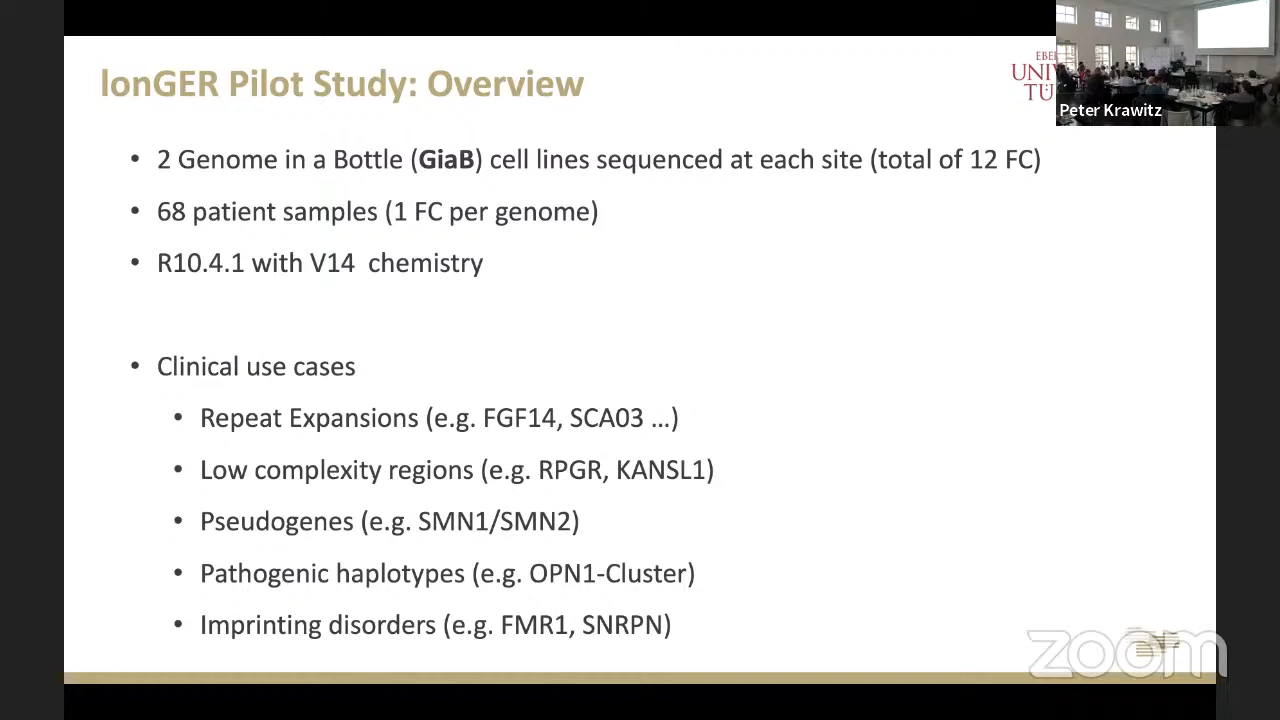 lonGER Pilot Study: Overview
EBE
UNIV
TÜ
Peter Krawitz
• 2 Genome in a Bottle (GiaB) cell lines sequenced at each site (total of 12 FC)
• 68 patient samples (1 FC per genome)
• R10.4.1 with V14 chemistry
• Clinical use cases
• Repeat Expansions (e.g. FGF14, SCA03 ...)
• Low complexity regions (e.g. RPGR, KANSL1)
• Pseudogenes (e.g. SMN1/SMN2)
• Pathogenic haplotypes (e.g. OPN1-Cluster)
• Imprinting disorders (e.g. FMR1, SNRPN)
zoom